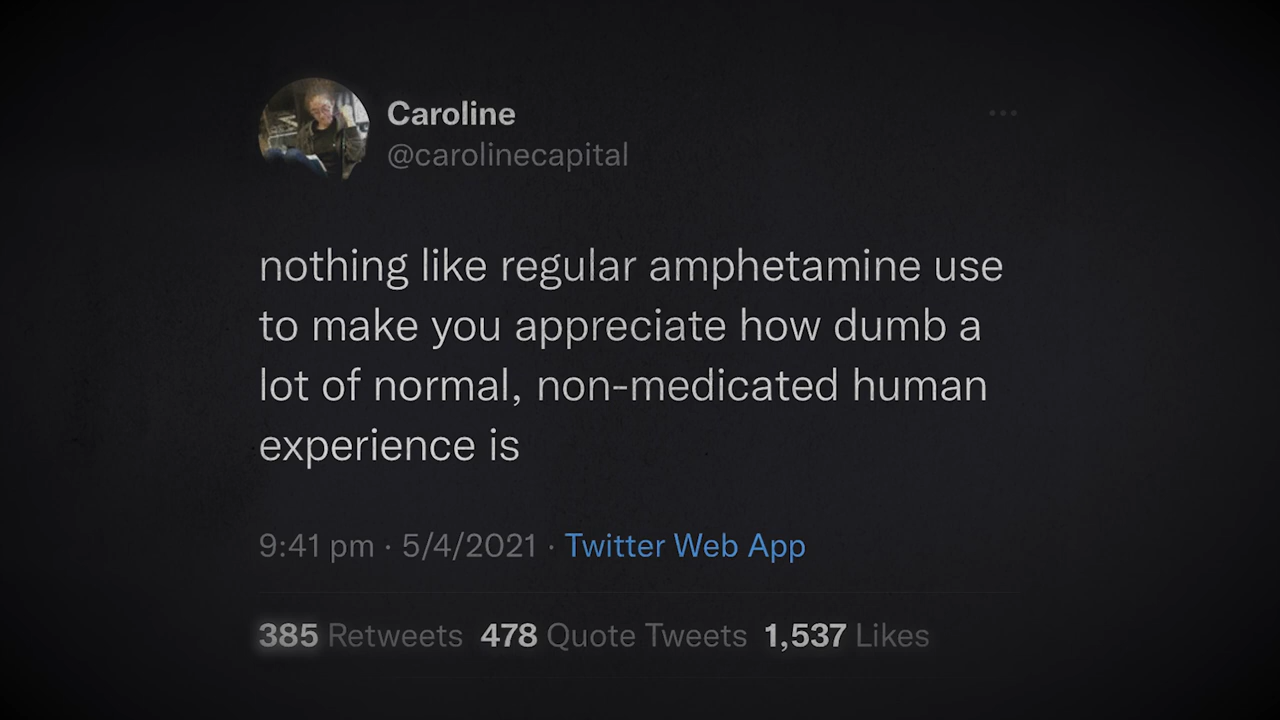 Caroline
@carolinecapital
nothing like regular amphetamine use
to make you appreciate how dumb a
lot of normal, non-medicated human
experience is
9:41 pm · 5/4/2021 · Twitter Web App
385 Retweets 478 Quote Tweets 1,537 Likes